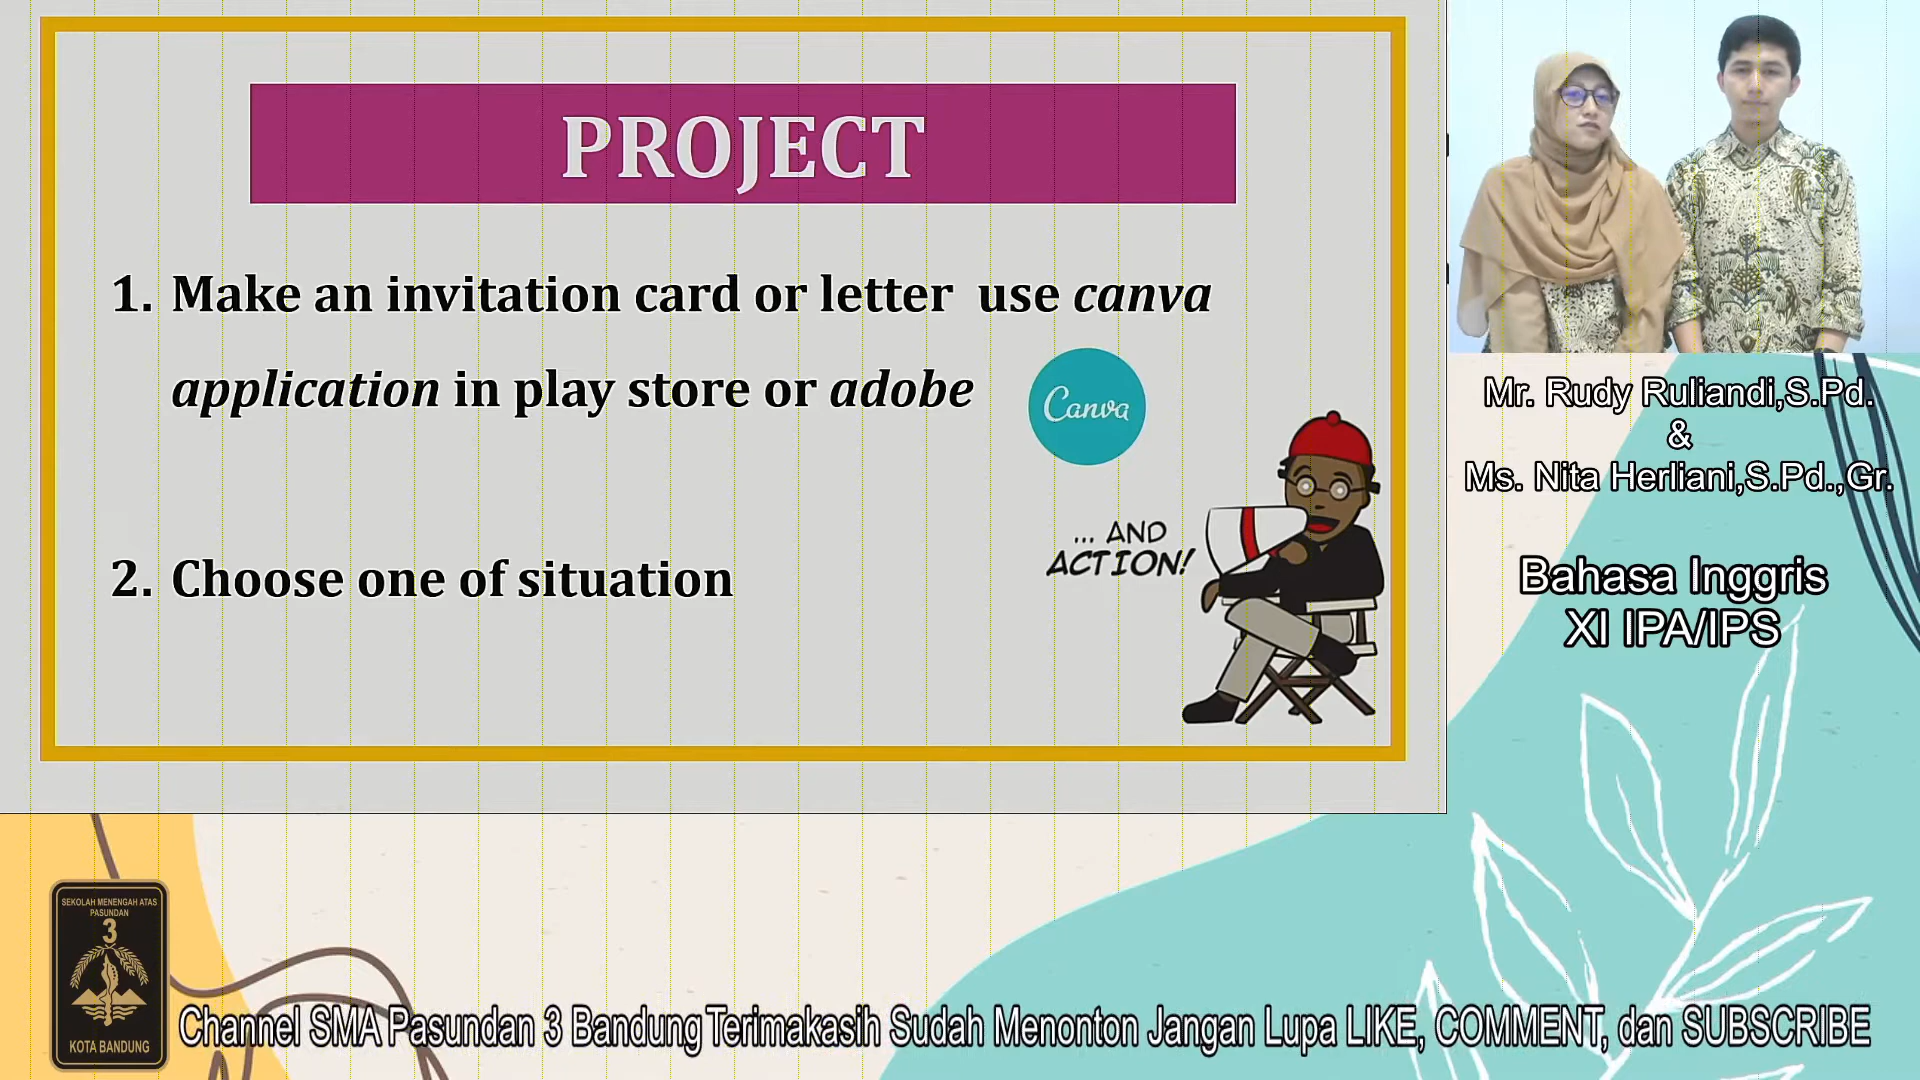 PROJECT
1. Make an invitation card or letter use canva
application in play store or adobe
Canva
... AND
ACTION!
2. Choose one of situation
Mr. Rudy Ruliandi,S.Pd.
&
Ms. Nita Herliani,S.Pd.,Gr.
Bahasa Inggris
XI IPA/IPS
SEKOLAH MENENGAH ATAS
PASUNDAN
3
KOTA BANDUNG
Channel SMA Pasundan 3 Bandung Terimakasih Sudah Menonton Jangan Lupa LIKE, COMMENT, dan SUBSCRIBE